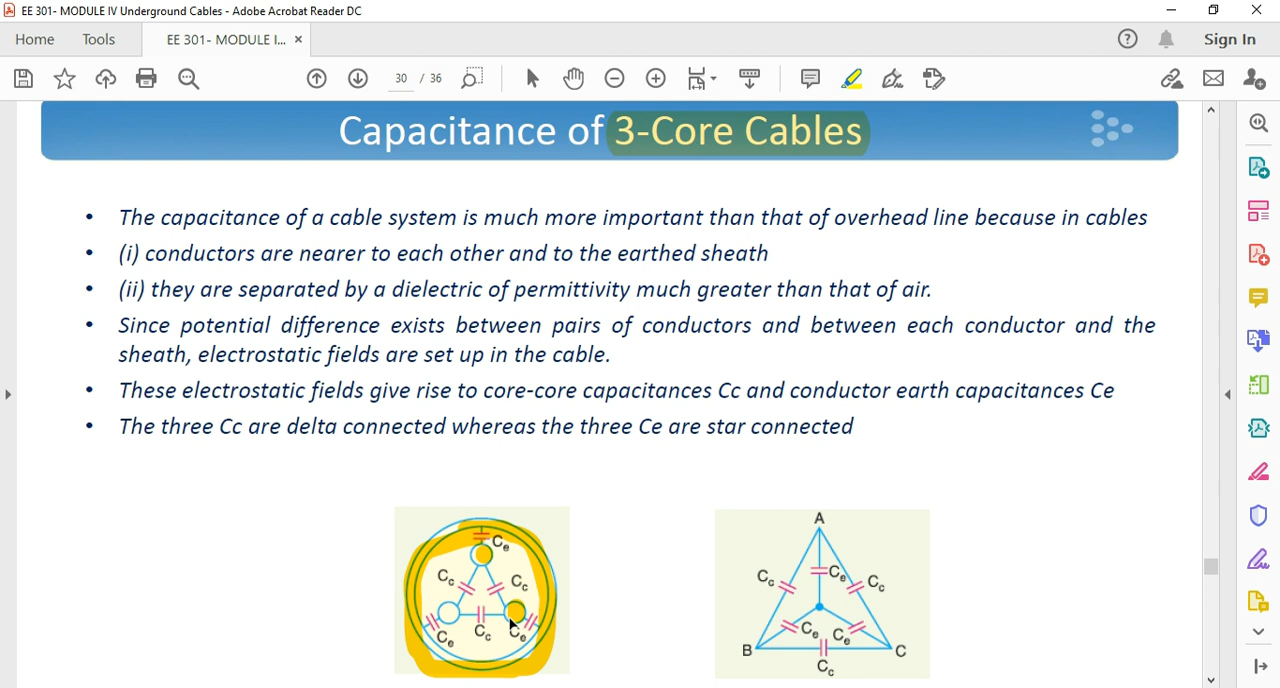 EE 301- MODULE IV Underground Cables - Adobe Acrobat Reader DC
Home Tools EE 301- MODULE I... × Sign In
30 / 36
Capacitance of 3-Core Cables
• The capacitance of a cable system is much more important than that of overhead line because in cables
• (i) conductors are nearer to each other and to the earthed sheath
• (ii) they are separated by a dielectric of permittivity much greater than that of air.
• Since potential difference exists between pairs of conductors and between each conductor and the
sheath, electrostatic fields are set up in the cable.
• These electrostatic fields give rise to core-core capacitances Cc and conductor earth capacitances Ce
• The three Cc are delta connected whereas the three Ce are star connected
Ce
Cc Cc
Ce Cc Ce
A
Cc Ce Cc
Ce Ce
B C
Cc